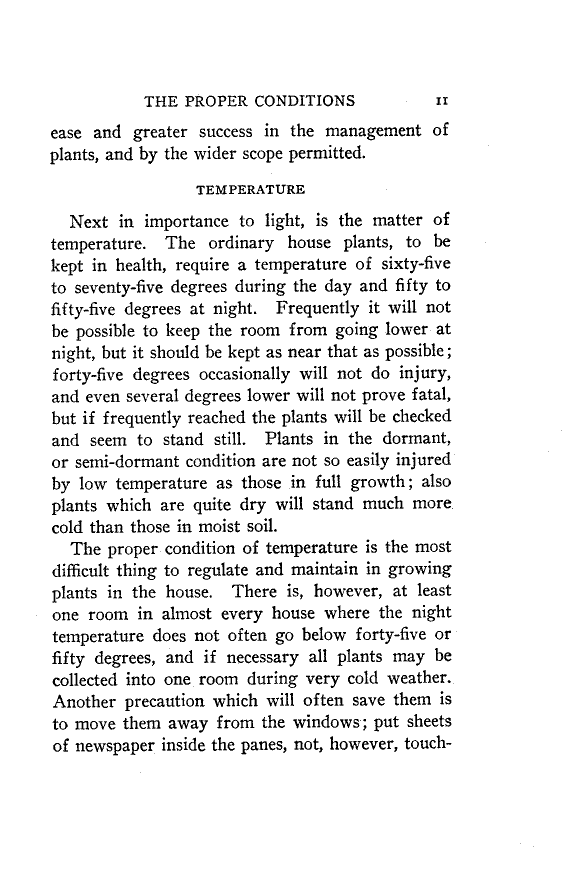 THE PROPER CONDITIONS 11
ease and greater success in the management of
plants, and by the wider scope permitted.
TEMPERATURE
Next in importance to light, is the matter of
temperature. The ordinary house plants, to be
kept in health, require a temperature of sixty-five
to seventy-five degrees during the day and fifty to
fifty-five degrees at night. Frequently it will not
be possible to keep the room from going lower at
night, but it should be kept as near that as possible;
forty-five degrees occasionally will not do injury,
and even several degrees lower will not prove fatal,
but if frequently reached the plants will be checked
and seem to stand still. Plants in the dormant,
or semi-dormant condition are not so easily injured
by low temperature as those in full growth; also
plants which are quite dry will stand much more
cold than those in moist soil.
The proper condition of temperature is the most
difficult thing to regulate and maintain in growing
plants in the house. There is, however, at least
one room in almost every house where the night
temperature does not often go below forty-five or
fifty degrees, and if necessary all plants may be
collected into one room during very cold weather.
Another precaution which will often save them is
to move them away from the windows; put sheets
of newspaper inside the panes, not, however, touch-